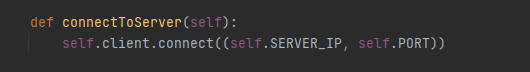 def connectToServer(self):
    self.client.connect((self.SERVER_IP, self.PORT))